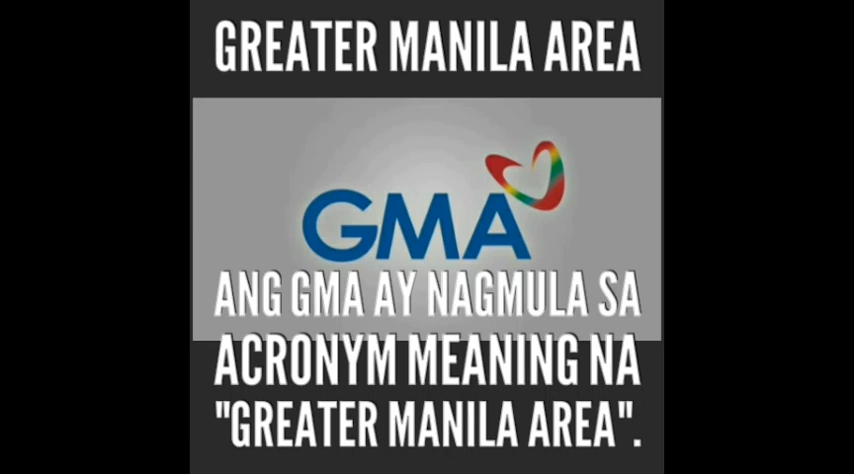 GREATER MANILA AREA
GMA
ANG GMA AY NAGMULA SA
ACRONYM MEANING NA
"GREATER MANILA AREA".